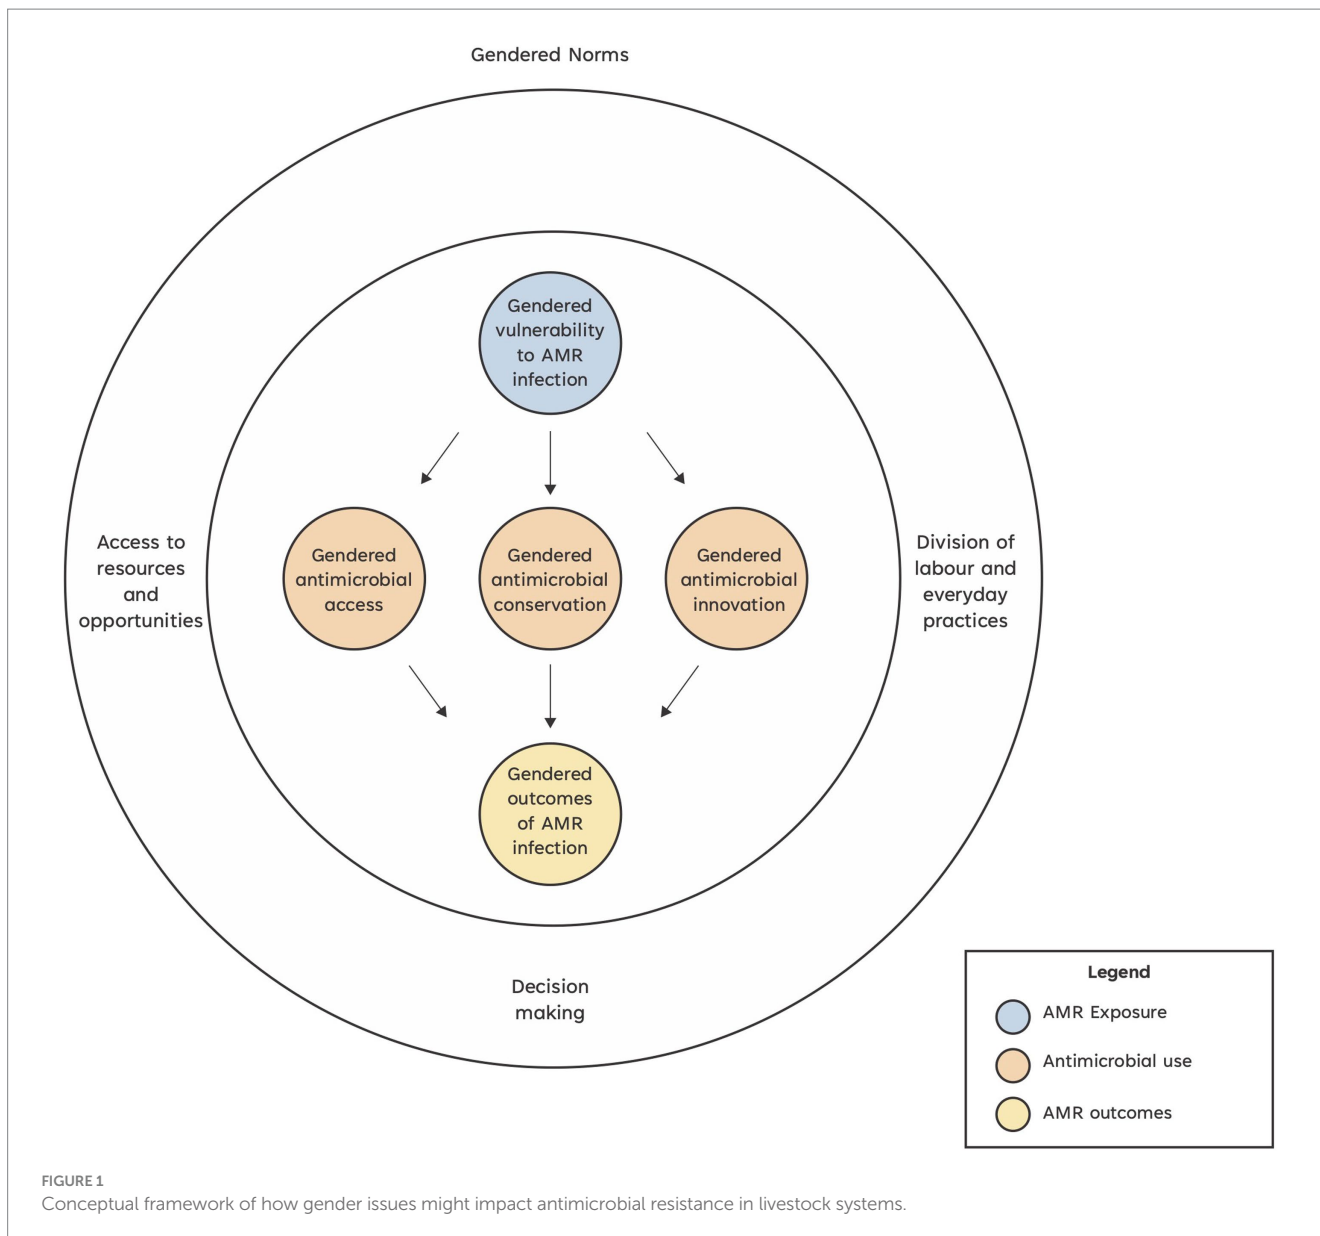 Gendered Norms
Gendered
vulnerability
to AMR
infection
Access to
resources
and
opportunities
Gendered
antimicrobial
access
Gendered
antimicrobial
conservation
Gendered
antimicrobial
innovation
Division of
labour and
everyday
practices
Gendered
outcomes
of AMR
infection
Decision
making
Legend
AMR Exposure
Antimicrobial use
AMR outcomes
FIGURE 1
Conceptual framework of how gender issues might impact antimicrobial resistance in livestock systems.